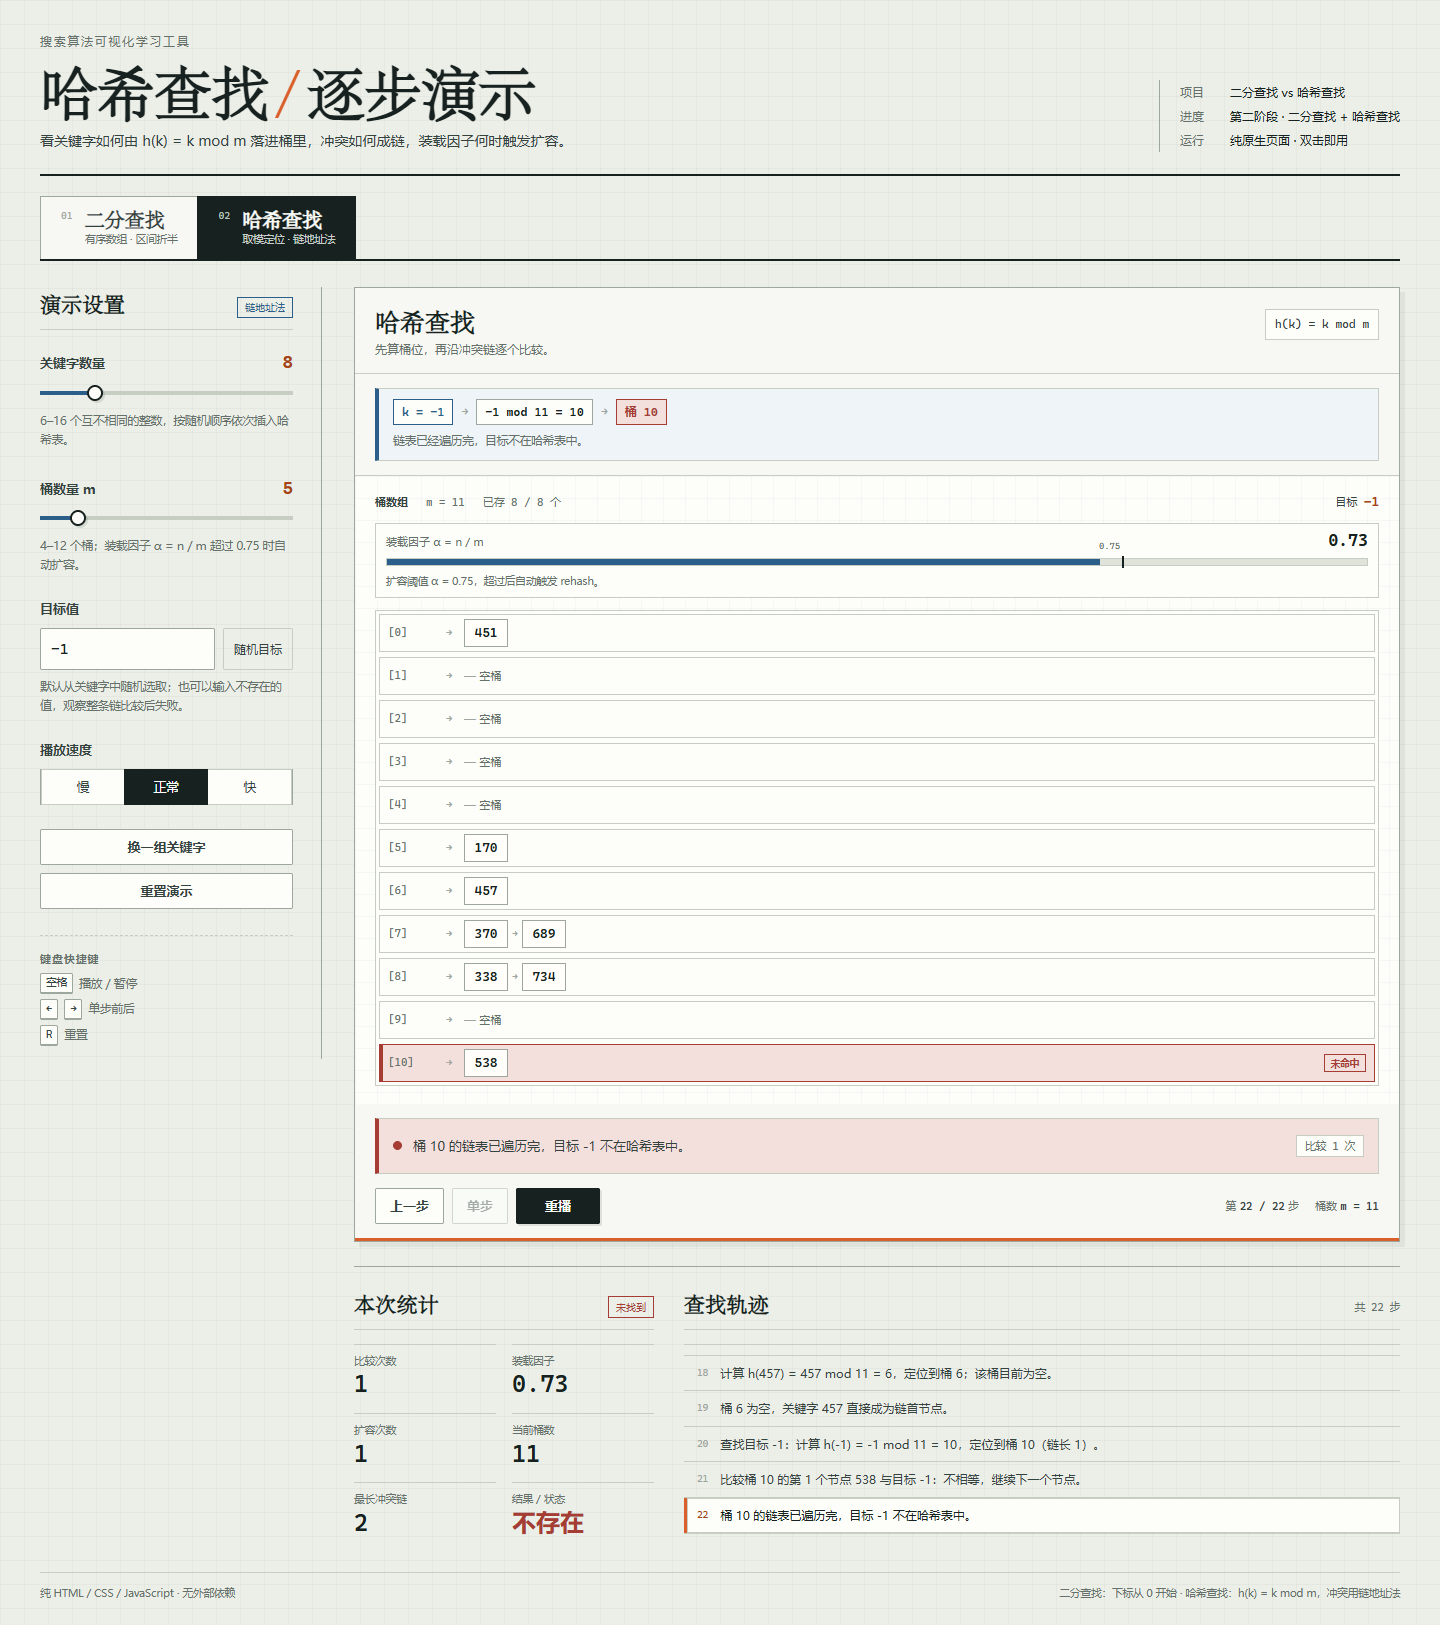 搜索算法可视化学习工具
哈希查找/逐步演示
看关键字如何由 h(k) = k mod m 落进桶里，冲突如何成链，装载因子何时触发扩容。
项目 二分查找 vs 哈希查找
进度 第二阶段 · 二分查找 + 哈希查找
运行 纯原生页面 · 双击即用
01 二分查找
有序数组 · 区间折半
02 哈希查找
取模定位 · 链地址法
演示设置 链地址法
关键字数量 8
6–16 个互不相同的整数，按随机顺序依次插入哈
希表。
桶数量 m 5
4–12 个桶；装载因子 α = n / m 超过 0.75 时自
动扩容。
目标值
−1 随机目标
默认从关键字中随机选取；也可以输入不存在的
值，观察整条链比较后失败。
播放速度
慢 正常 快
换一组关键字
重置演示
键盘快捷键
空格 播放 / 暂停
← → 单步前后
R 重置
哈希查找
先算桶位，再沿冲突链逐个比较。
h(k) = k mod m
k = −1 → −1 mod 11 = 10 → 桶 10
链表已经遍历完，目标不在哈希表中。
桶数组 m = 11 已存 8 / 8 个 目标 −1
装载因子 α = n / m 0.75 0.73
扩容阈值 α = 0.75，超过后自动触发 rehash。
[0] → 451
[1] → — 空桶
[2] → — 空桶
[3] → — 空桶
[4] → — 空桶
[5] → 170
[6] → 457
[7] → 370 → 689
[8] → 338 → 734
[9] → — 空桶
[10] → 538 未命中
桶 10 的链表已遍历完，目标 -1 不在哈希表中。 比较 1 次
上一步 单步 重播 第 22 / 22 步 桶数 m = 11
本次统计 未找到
比较次数 装载因子
1 0.73
扩容次数 当前桶数
1 11
最长冲突链 结果 / 状态
2 不存在
查找轨迹 共 22 步
18 计算 h(457) = 457 mod 11 = 6，定位到桶 6；该桶目前为空。
19 桶 6 为空，关键字 457 直接成为链首节点。
20 查找目标 -1：计算 h(-1) = -1 mod 11 = 10，定位到桶 10（链长 1）。
21 比较桶 10 的第 1 个节点 538 与目标 -1：不相等，继续下一个节点。
22 桶 10 的链表已遍历完，目标 -1 不在哈希表中。
纯 HTML / CSS / JavaScript · 无外部依赖
二分查找：下标从 0 开始 · 哈希查找：h(k) = k mod m，冲突用链地址法